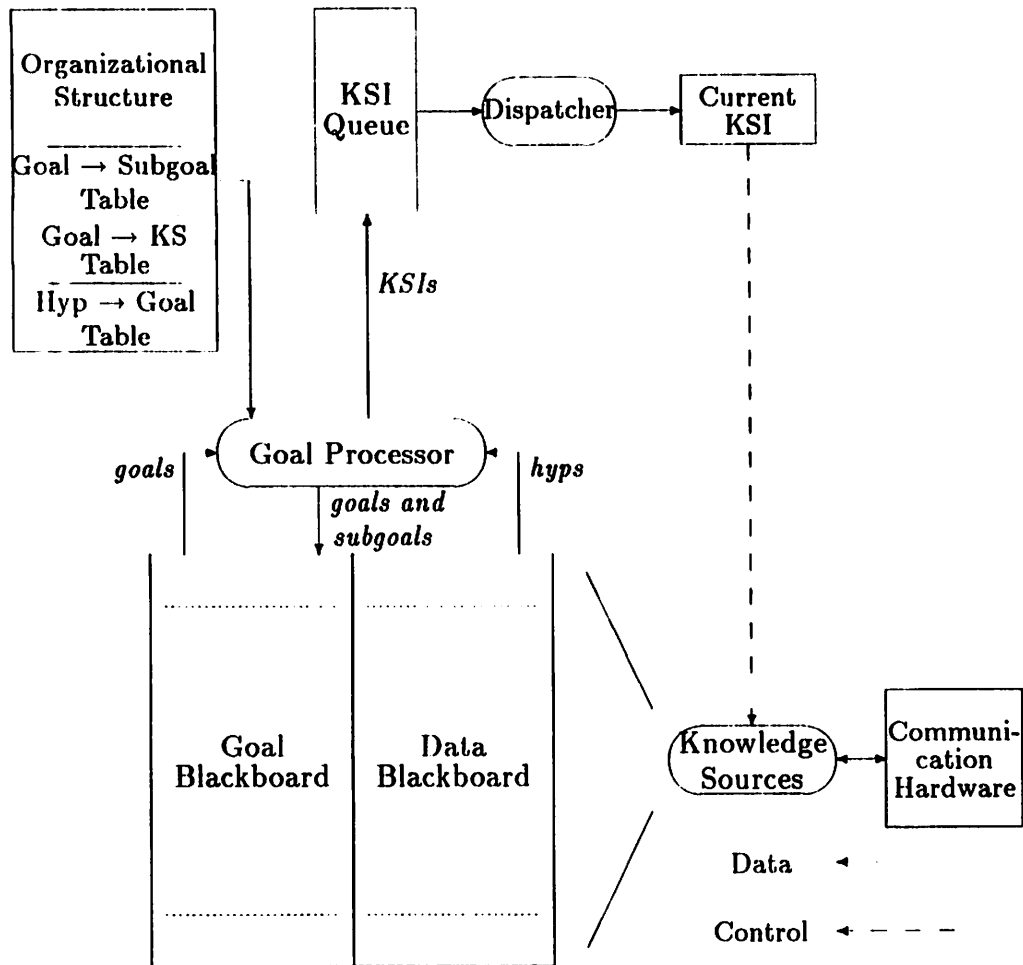 Organizational
Structure
Goal → Subgoal
Table
Goal → KS
Table
Hyp → Goal
Table
KSI
Queue
Dispatcher
Current
KSI
KSIs
Goal Processor
goals
hyps
goals and
subgoals
Goal
Blackboard
Data
Blackboard
Knowledge
Sources
Communi-
cation
Hardware
Data
Control